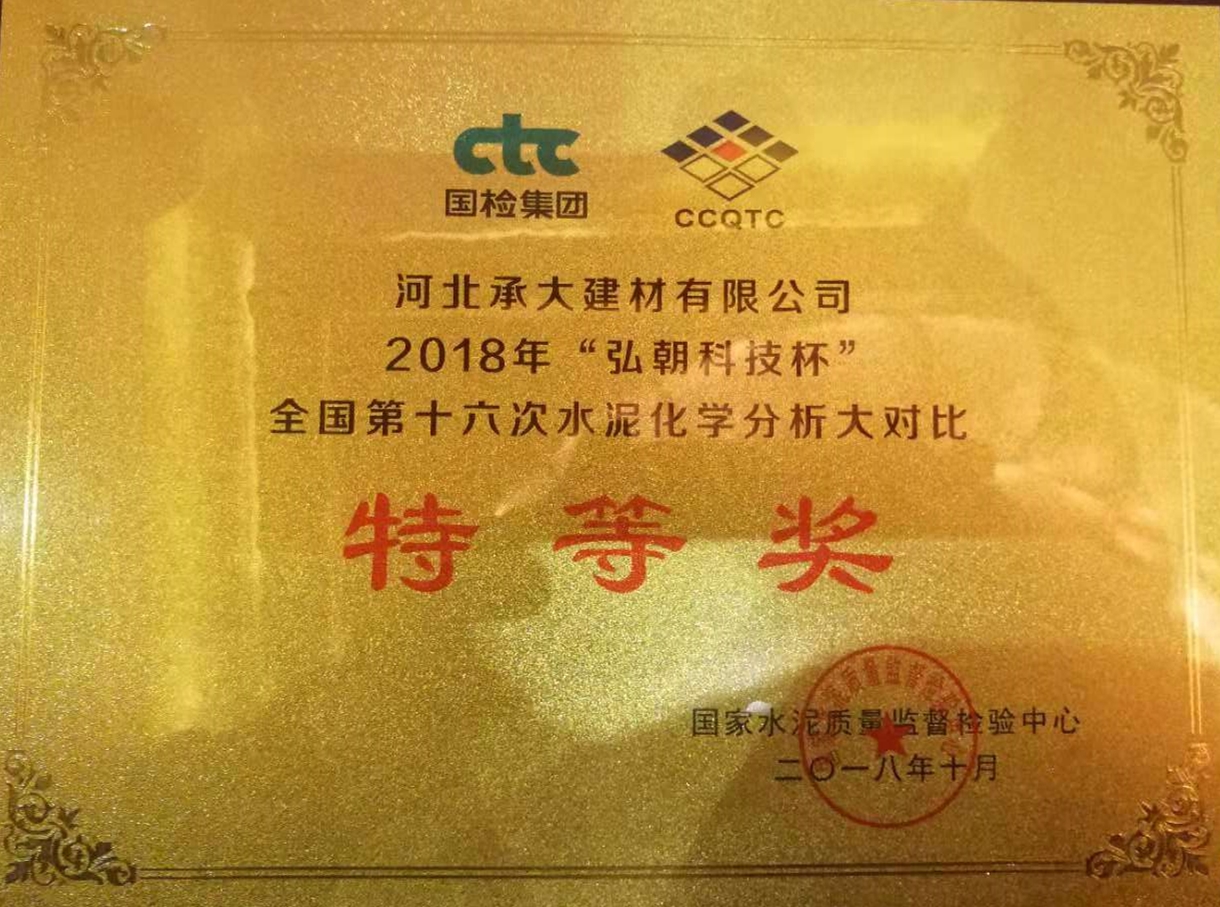 ctc
国检集团
CCQTC
河北承大建材有限公司
2018年“弘朝科技杯”
全国第十六次水泥化学分析大对比
特等奖
国家水泥质量监督检验中心
二〇一八年十月